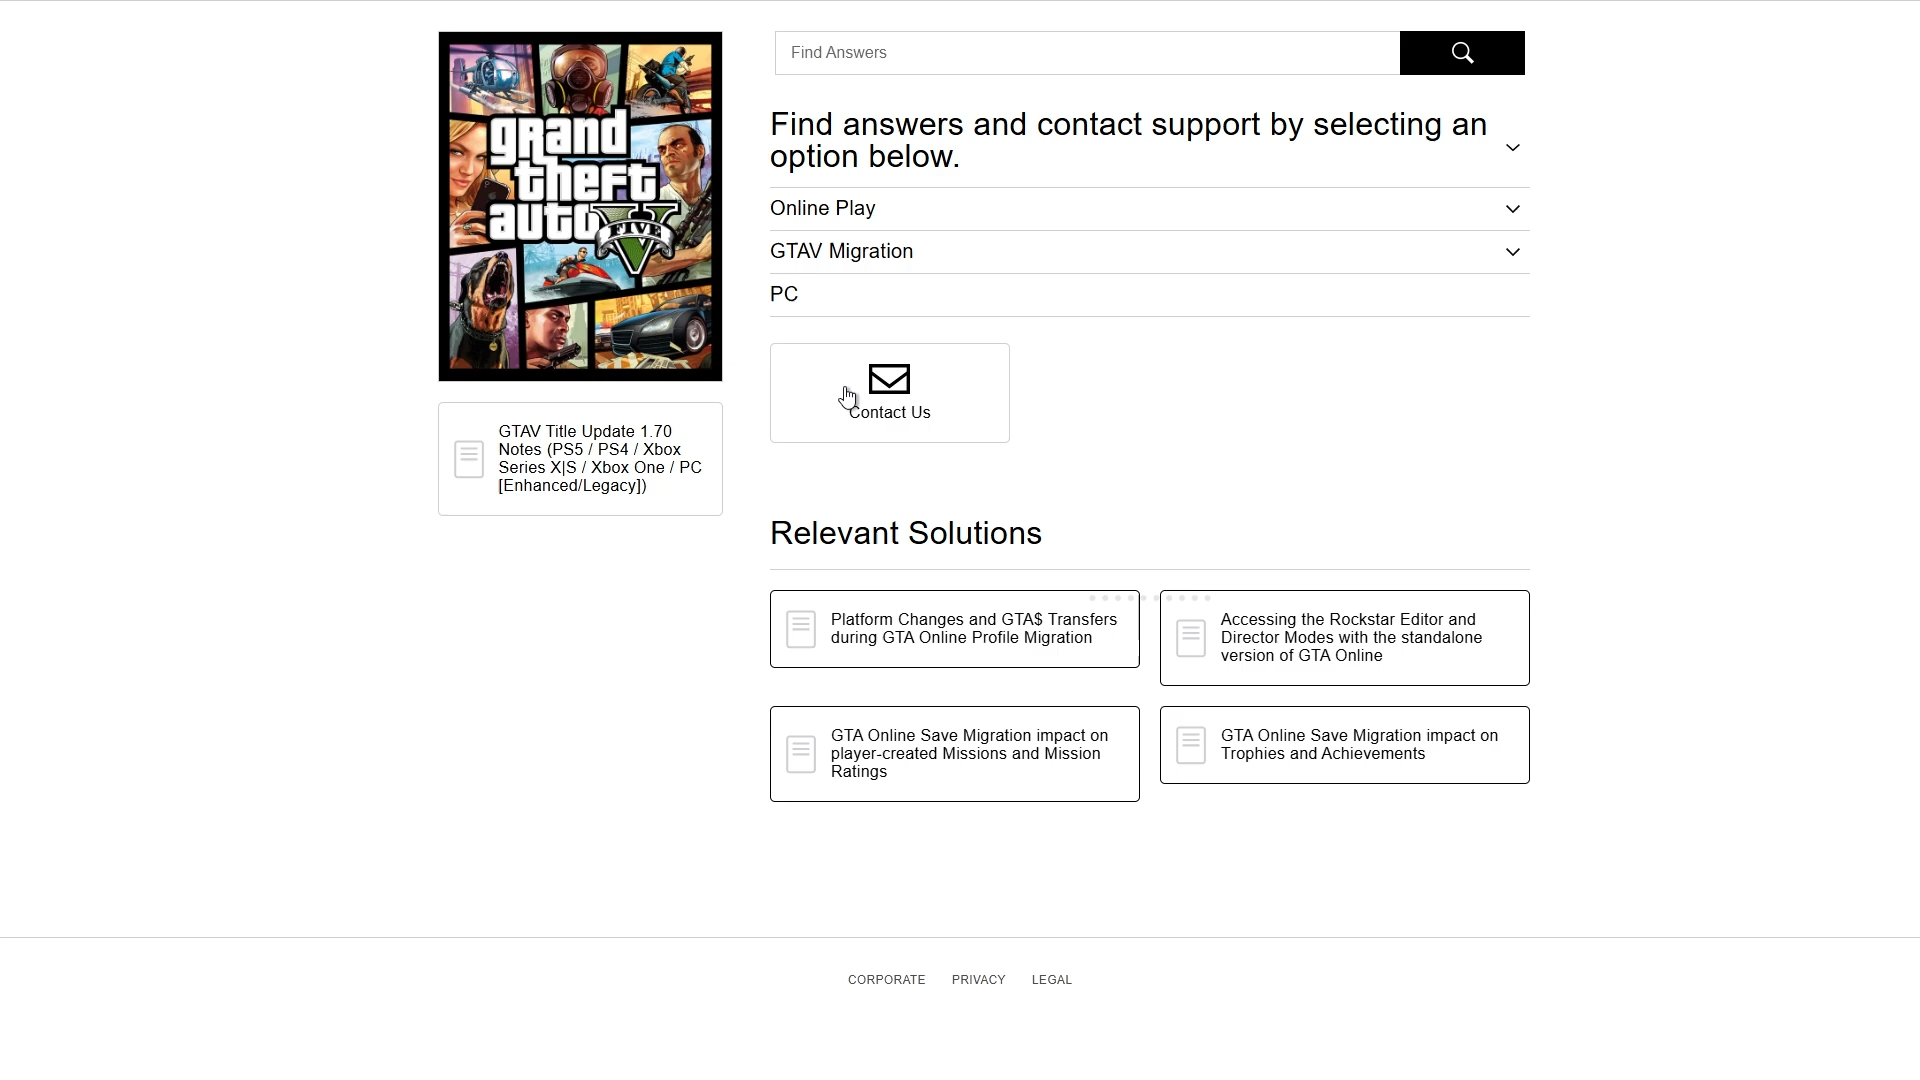 grand
theft
auto
FIVE
Find Answers
Find answers and contact support by selecting an
option below.
Online Play
GTAV Migration
PC
Contact Us
GTAV Title Update 1.70
Notes (PS5 / PS4 / Xbox
Series X|S / Xbox One / PC
[Enhanced/Legacy])
Relevant Solutions
Platform Changes and GTA$ Transfers
during GTA Online Profile Migration
Accessing the Rockstar Editor and
Director Modes with the standalone
version of GTA Online
GTA Online Save Migration impact on
player-created Missions and Mission
Ratings
GTA Online Save Migration impact on
Trophies and Achievements
CORPORATE PRIVACY LEGAL